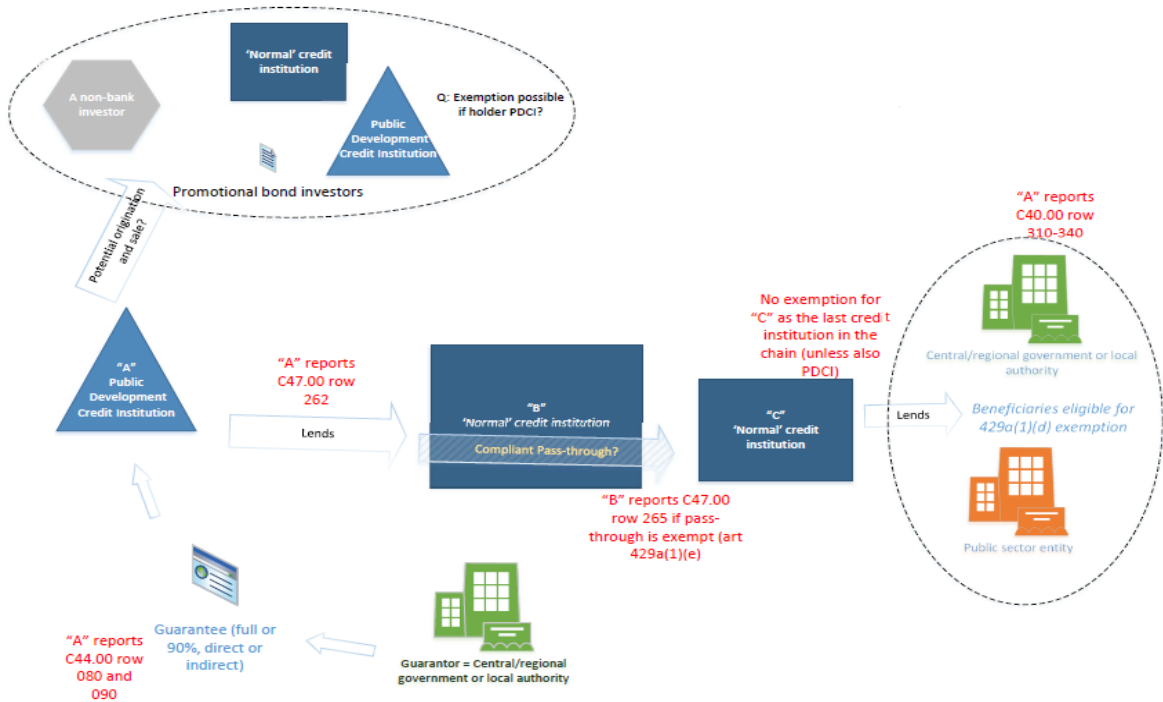 'Normal' credit
institution
A non-bank
investor
Q: Exemption possible
if holder PDCI?
Public
Development
Credit Institution
Promotional bond investors
Potential origination
and sale?
"A" reports
C40.00 row
310-340
No exemption for
"C" as the last credit
institution in the
chain (unless also
PDCI)
Central/regional government or local
authority
"A"
Public
Development
Credit Institution
"A" reports
C47.00 row
262
Lends
"B"
'Normal' credit institution
Compliant Pass-through?
"C"
'Normal' credit
institution
Lends
Beneficiaries eligible for
429a(1)(d) exemption
"B" reports C47.00
row 265 if pass-
through is exempt (art
429a(1)(e)
Public sector entity
"A" reports
C44.00 row
080 and
090
Guarantee (full or
90%, direct or
indirect)
Guarantor = Central/regional
government or local authority